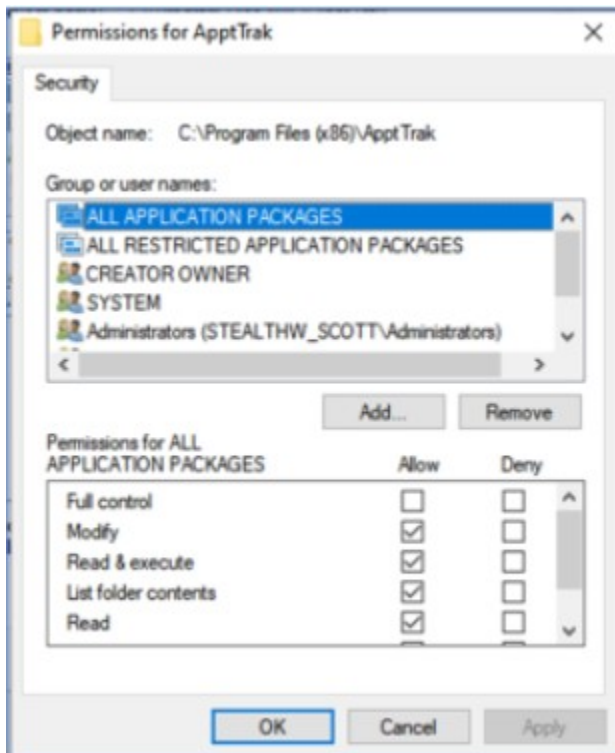 Permissions for ApptTrak
Security
Object name: C:\Program Files (x86)\ApptTrak
Group or user names:
ALL APPLICATION PACKAGES
ALL RESTRICTED APPLICATION PACKAGES
CREATOR OWNER
SYSTEM
Administrators (STEALTHW_SCOTT\Administrators)
Add... Remove
Permissions for ALL
APPLICATION PACKAGES Allow Deny
Full control
Modify
Read & execute
List folder contents
Read
OK Cancel Apply